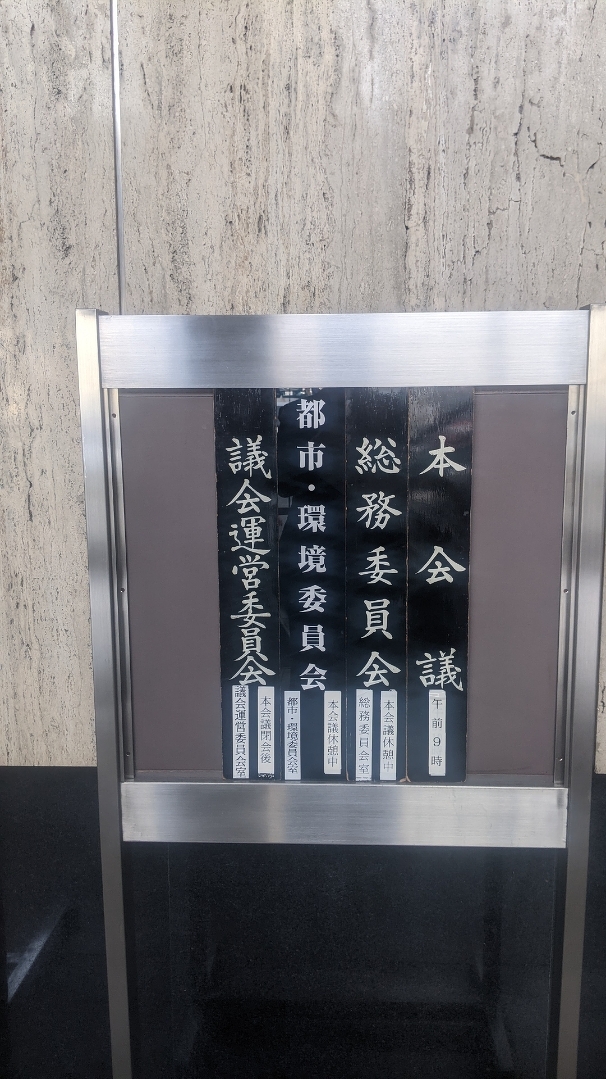 本会議
午前9時
総務委員会
本会議休憩中
総務委員会室
都市・環境委員会
本会議休憩中
都市・環境委員会室
議会運営委員会
本会議閉会後
議会運営委員会室